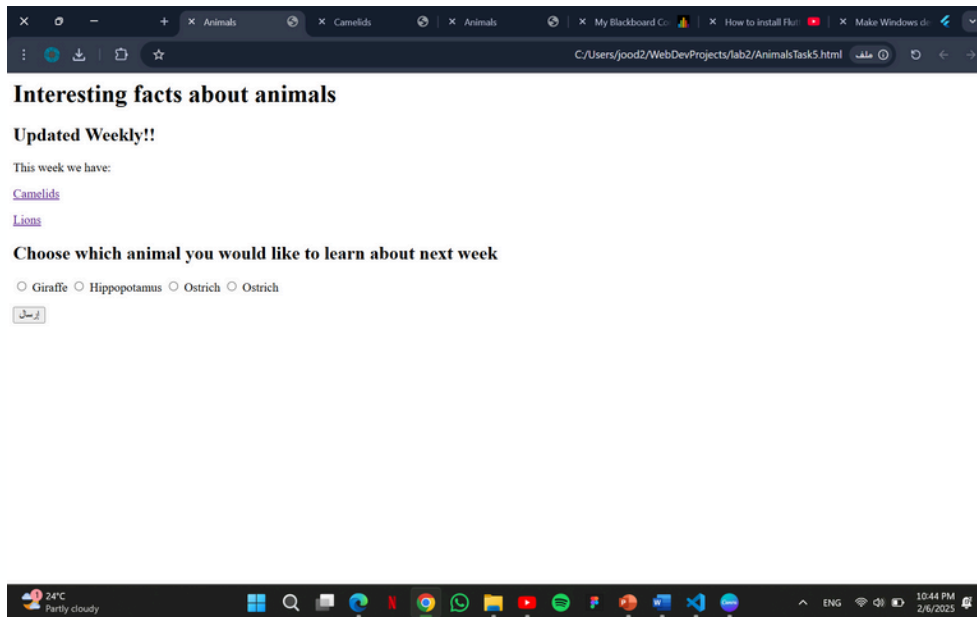 Animals
Camelids
Animals
My Blackboard Co
How to install Flut
Make Windows de
C:/Users/jood2/WebDevProjects/lab2/AnimalsTask5.html
ملف
Interesting facts about animals
Updated Weekly!!
This week we have:
Camelids
Lions
Choose which animal you would like to learn about next week
Giraffe Hippopotamus Ostrich Ostrich
إرسال
1
24°C
Partly cloudy
ENG
10:44 PM
2/6/2025